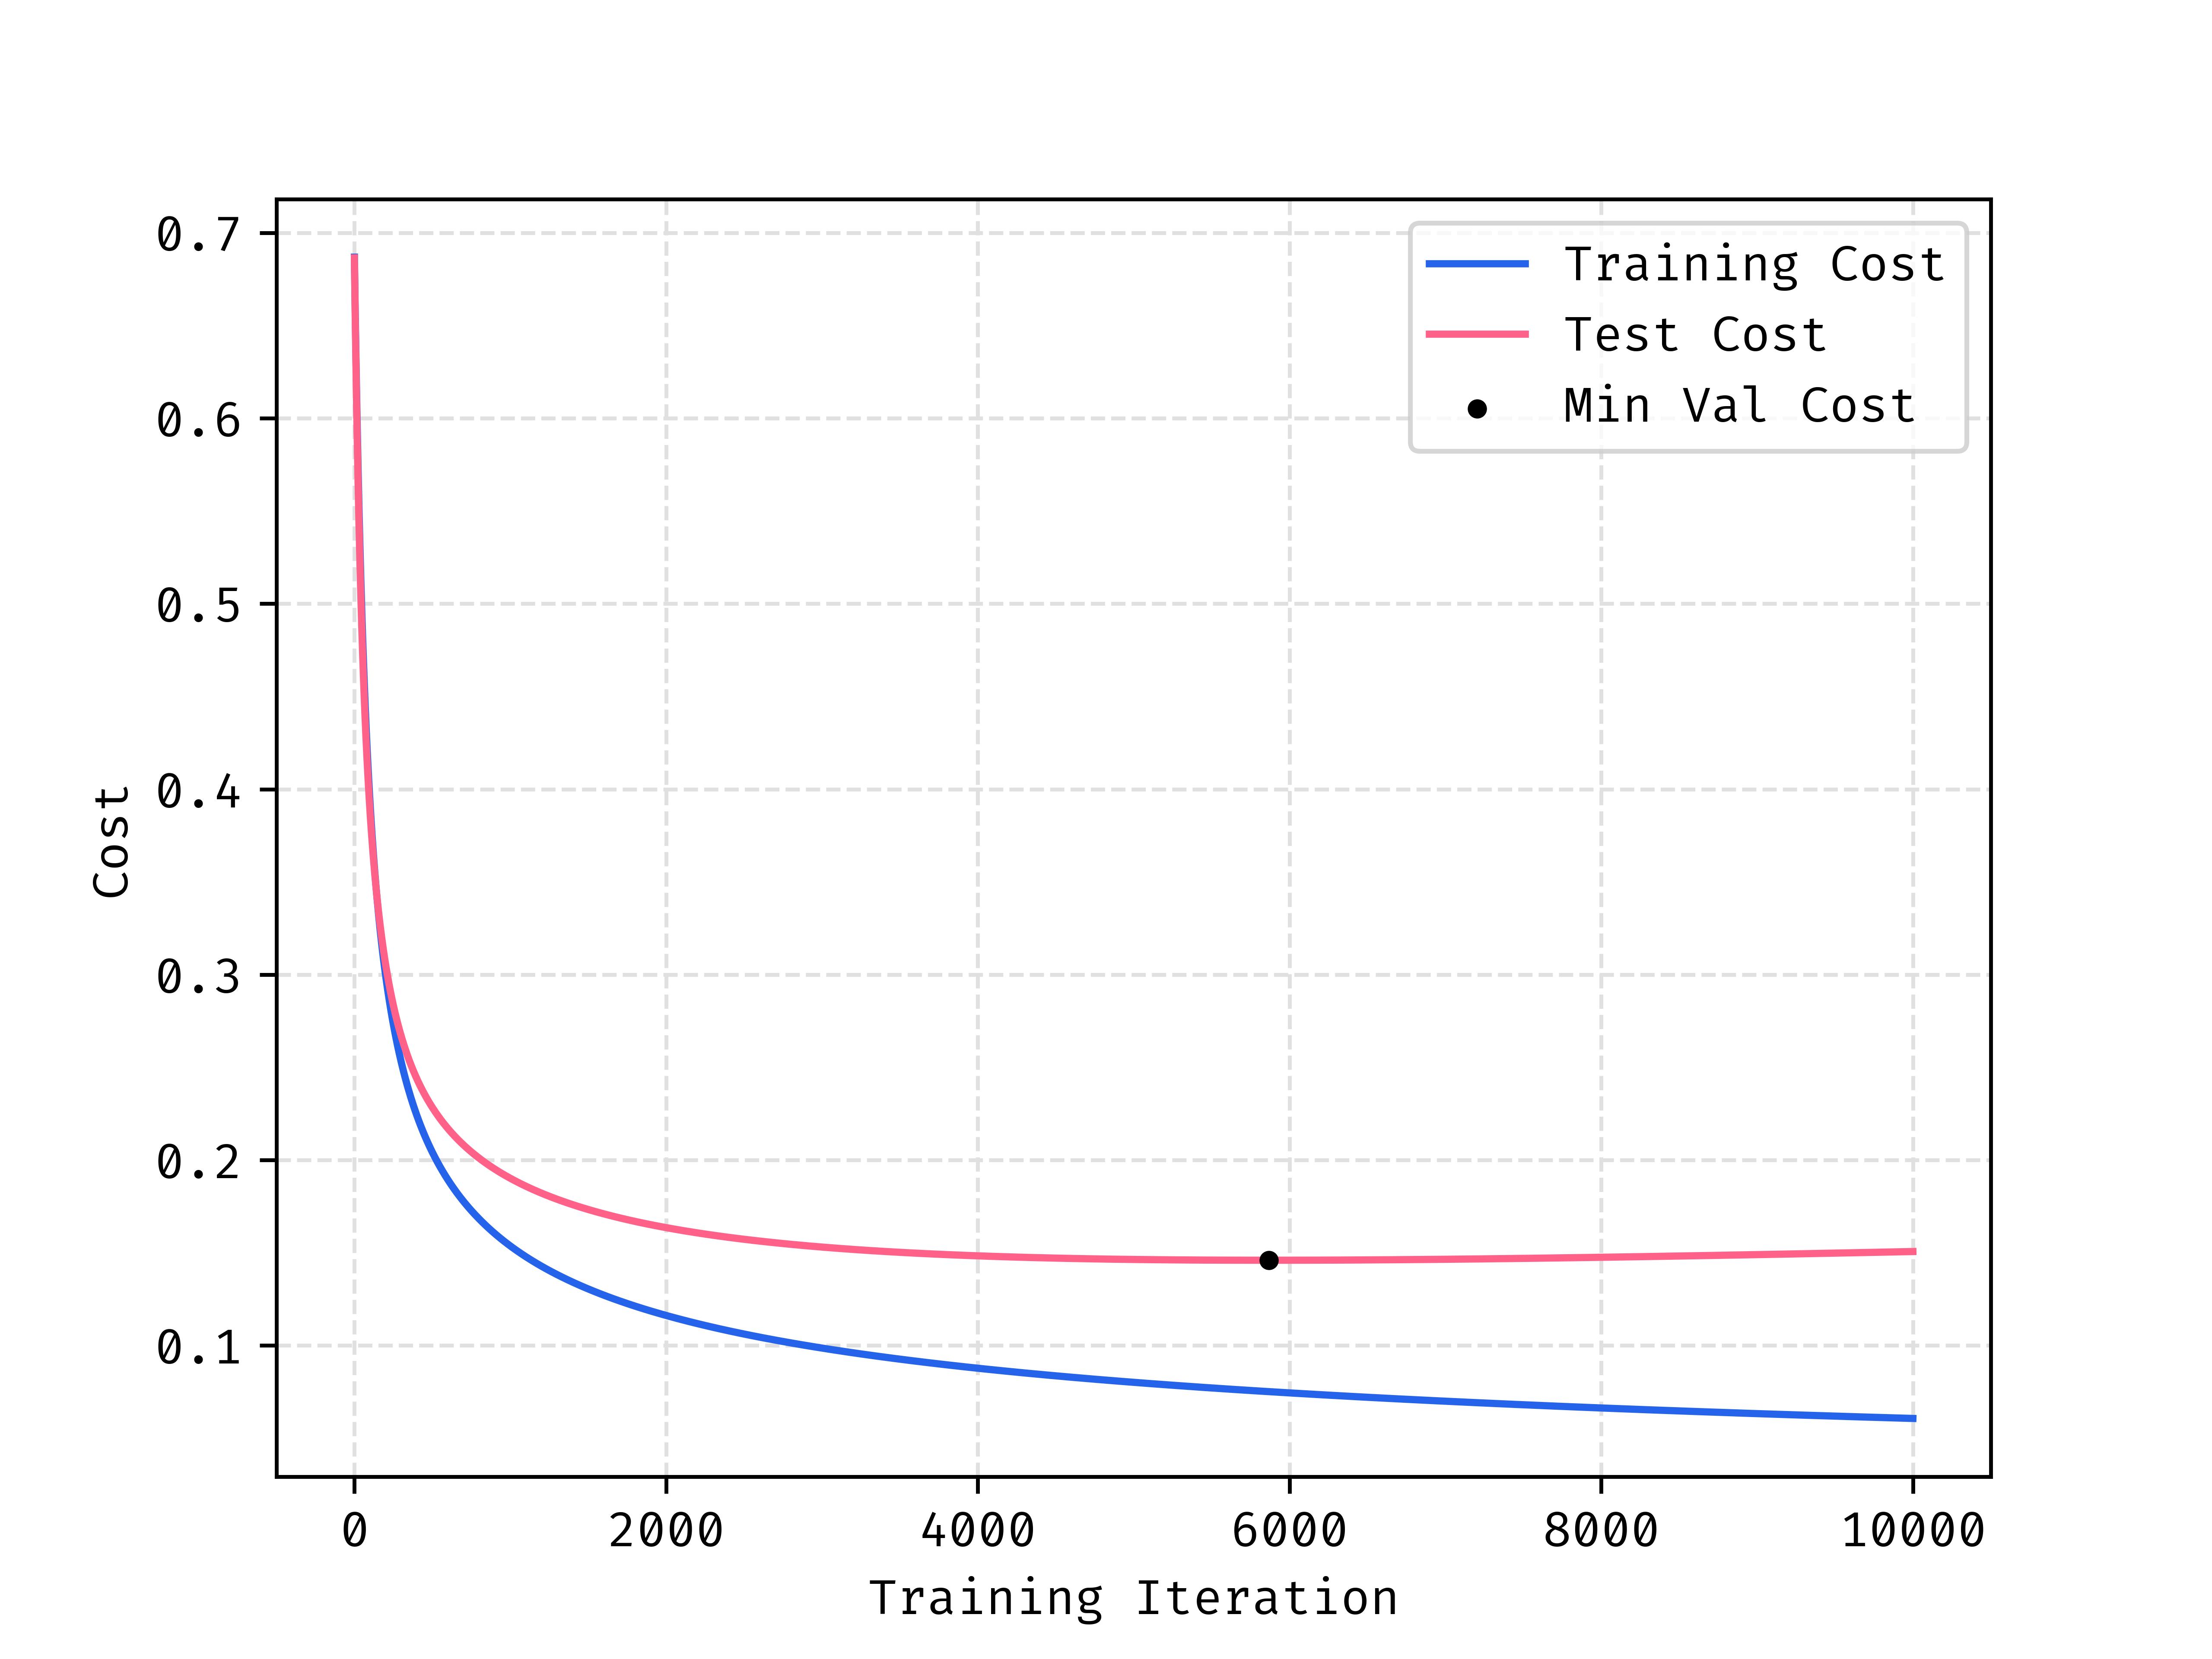 0.7
0.6
0.5
0.4
0.3
0.2
0.1
Cost
Training Cost
Test Cost
Min Val Cost
0 2000 4000 6000 8000 10000
Training Iteration